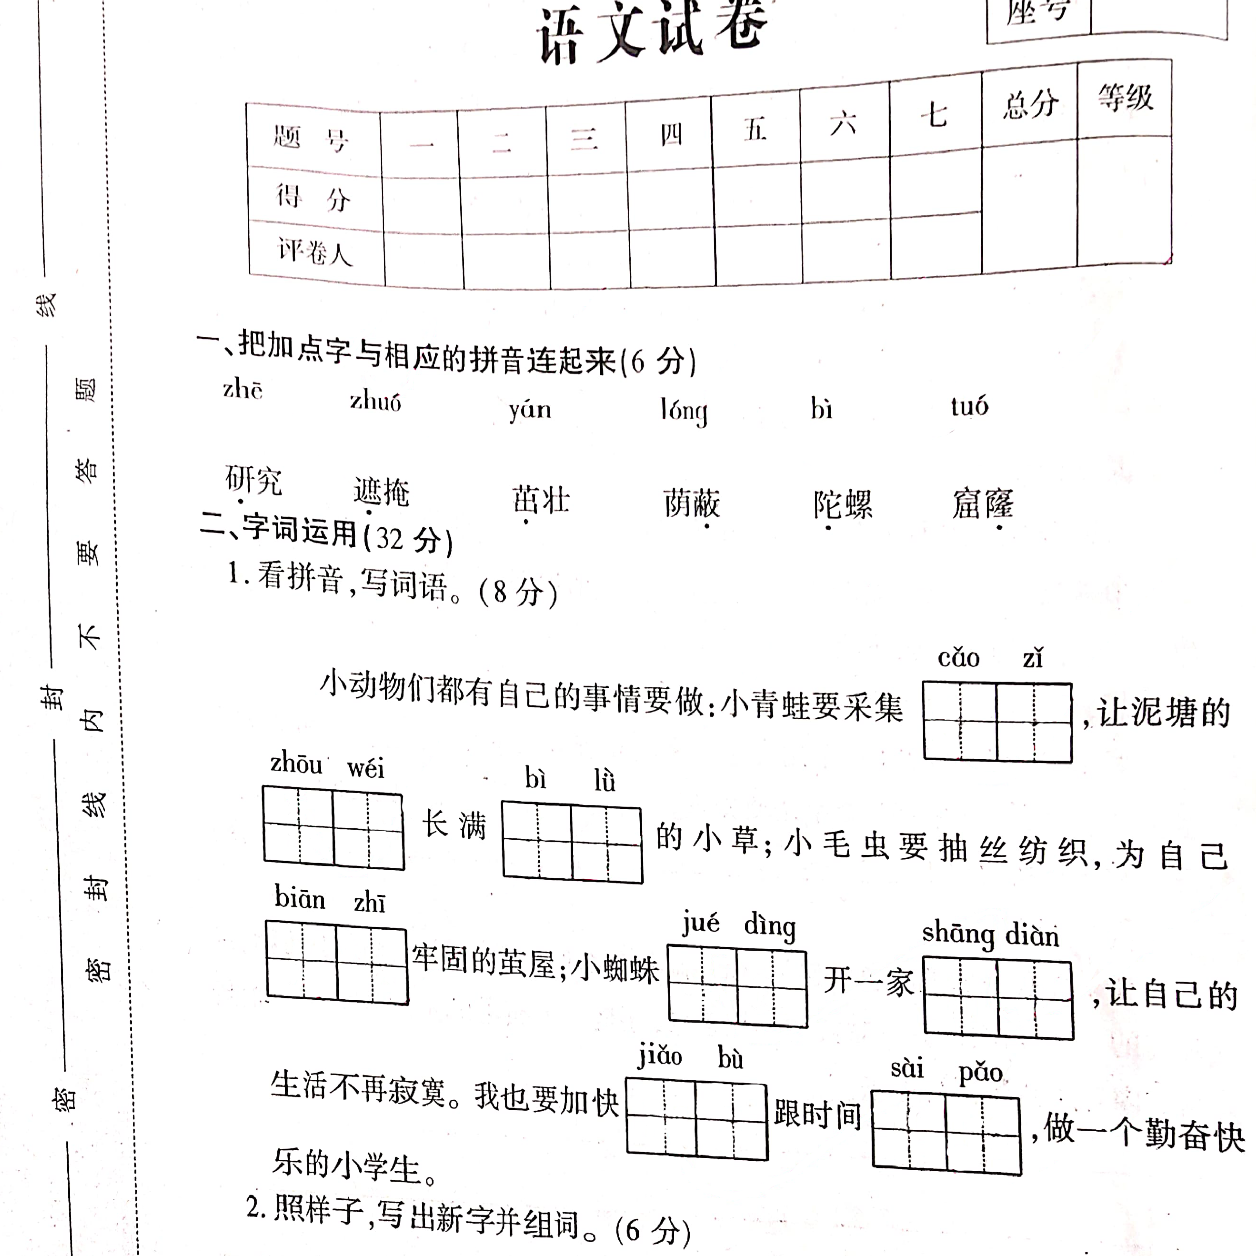 语文试卷
座号
题 号 一 二 三 四 五 六 七 总分 等级
得 分
评卷人
一、把加点字与相应的拼音连起来(6 分)
zhē zhuó yán lóng bì tuó
研究 遮掩 茁壮 荫蔽 陀螺 窟窿
二、字词运用(32 分)
1.看拼音,写词语。(8 分)
cǎo zǐ
小动物们都有自己的事情要做:小青蛙要采集 ,让泥塘的
zhōu wéi bì lǜ
长满 的小草;小毛虫要抽丝纺织,为自己
biān zhī jué dìng shāng diàn
牢固的茧屋;小蜘蛛 开一家 ,让自己的
jiǎo bù sài pǎo
生活不再寂寞。我也要加快 跟时间 ,做一个勤奋快
乐的小学生。
2.照样子,写出新字并组词。(6 分)
密 封 线
密 封 线 内 不 要 答 题